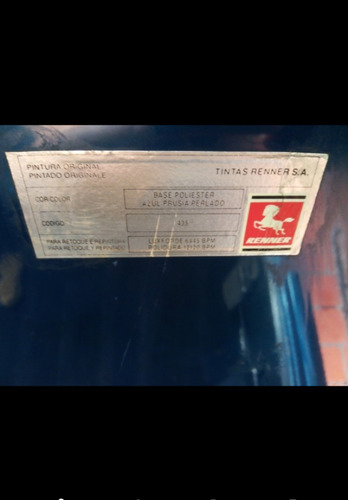 PINTURA ORIGINAL
PINTADO ORIGINALE
TINTAS RENNER S/A.
COR/COLOR
BASE POLIESTER
AZUL PRUSIA PERLADO
CODIGO
PARA RETOQUE E REPINTURA
PARA RETOQUE Y REPINTADO
RENNER